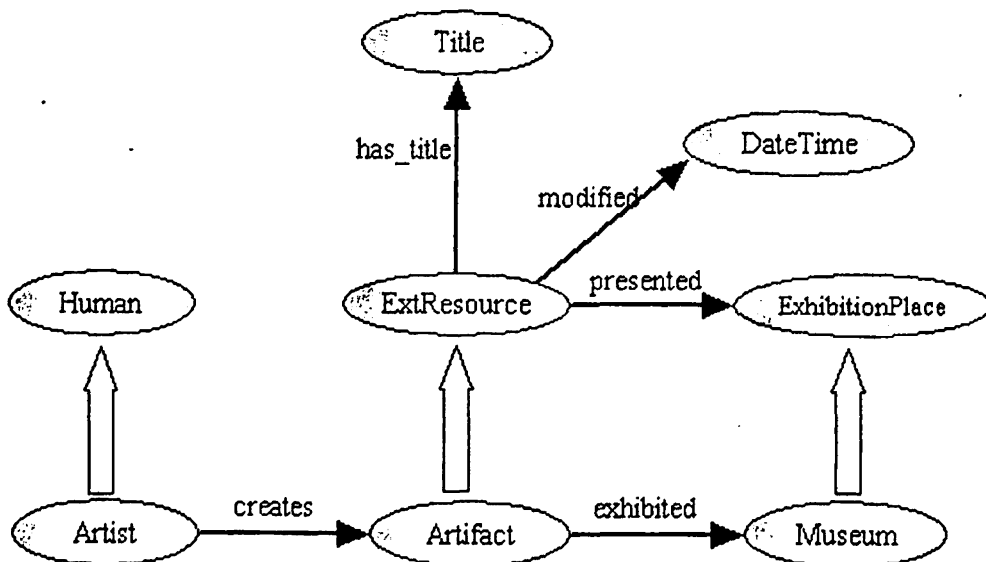 Title
has_title
DateTime
modified
Human
ExtResource
presented
ExhibitionPlace
Artist
creates
Artifact
exhibited
Museum